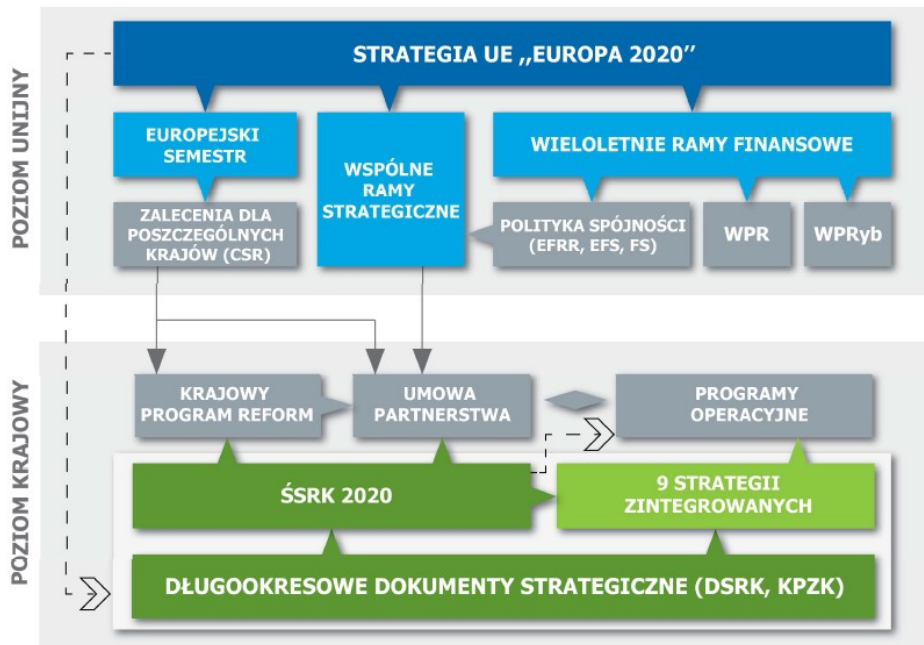 POZIOM UNIJNY
STRATEGIA UE „EUROPA 2020”
EUROPEJSKI
SEMESTR
WSPÓLNE
RAMY
STRATEGICZNE
WIELOLETNIE RAMY FINANSOWE
ZALECENIA DLA
POSZCZEGÓLNYCH
KRAJÓW (CSR)
POLITYKA SPÓJNOŚCI
(EFRR, EFS, FS)
WPR
WPRyb
POZIOM KRAJOWY
KRAJOWY
PROGRAM REFORM
UMOWA
PARTNERSTWA
PROGRAMY
OPERACYJNE
ŚSRK 2020
9 STRATEGII
ZINTEGROWANYCH
DŁUGOOKRESOWE DOKUMENTY STRATEGICZNE (DSRK, KPZK)